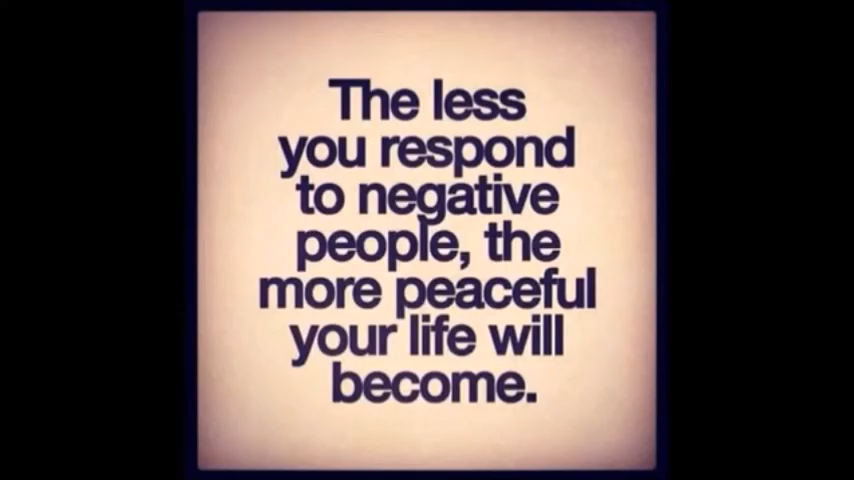 The less
you respond
to negative
people, the
more peaceful
your life will
become.